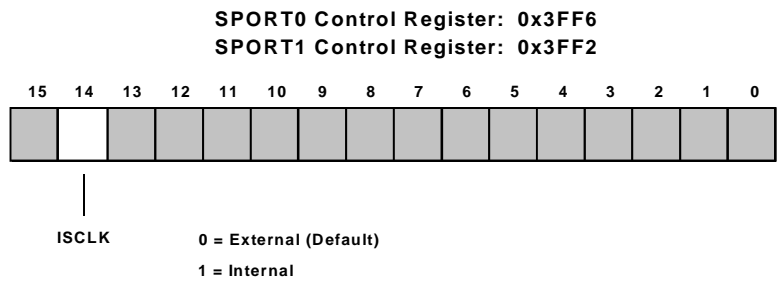 SPORT0 Control Register: 0x3FF6
SPORT1 Control Register: 0x3FF2
15 14 13 12 11 10 9 8 7 6 5 4 3 2 1 0
ISCLK 0 = External (Default)
1 = Internal